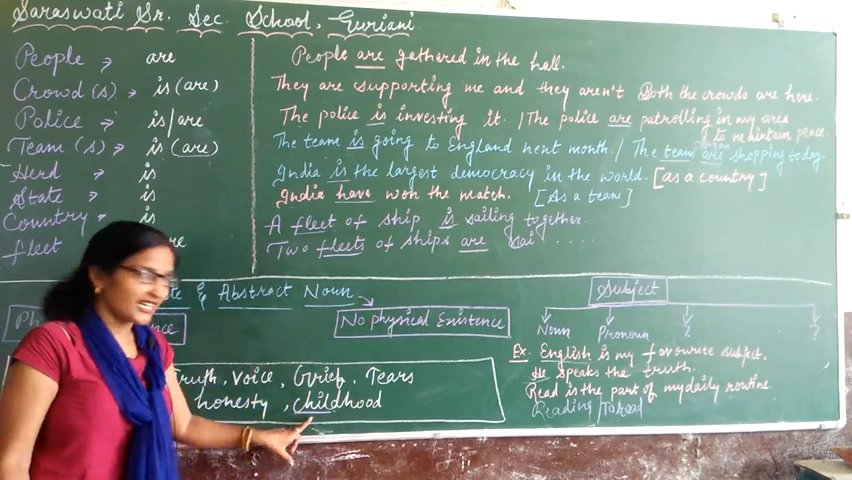 Saraswati Sr. Sec. School, Guriani
People → are
Crowd(s) → is (are)
Police → is/are
Team(s) → is (are)
Herd → is
State → is
Country → is
fleet
People are gathered in the hall.
They are supporting me and they aren't Both the crowds are here.
The police is investing it. / The police are patrolling in my area
to maintain peace.
The team is going to England next month. / The team are shopping today
India is the largest democracy in the world. [as a country]
India have won the match. [As a team]
A fleet of ship is sailing together.
Two fleets of ships are sai .....
& Abstract Noun
No physical Existence
Truth, Voice, Grief, Tears
honesty, childhood
Subject
Noun Pronoun ? ?
Ex. English is my favourite subject.
He speaks the truth.
Read is the part of my daily routine
Reading / To read